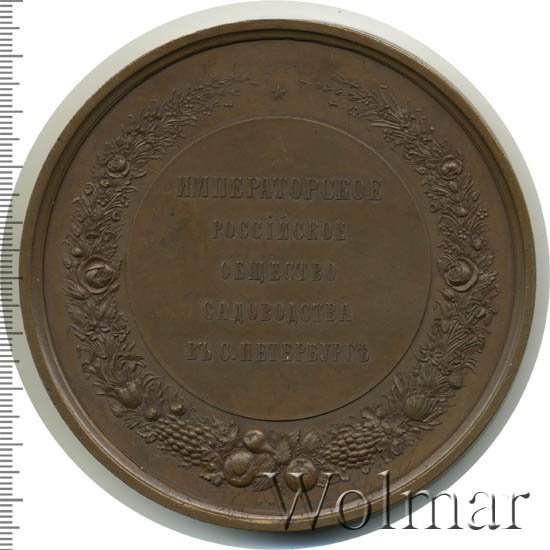 ИМПЕРАТОРСКОЕ
РОССІЙСКОЕ
ОБЩЕСТВО
САДОВОДСТВА
ВЪ С. ПЕТЕРБУРГѢ
Wolmar